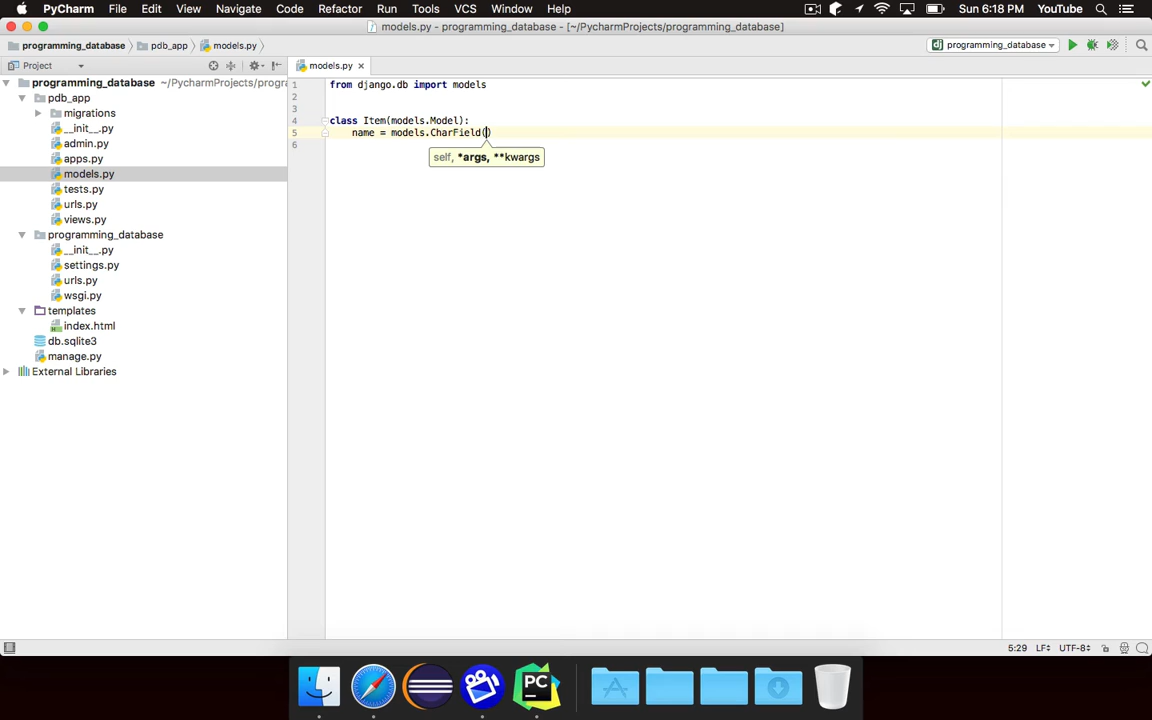 PyCharm File Edit View Navigate Code Refactor Run Tools VCS Window Help Sun 6:18 PM YouTube
models.py - programming_database - [~/PycharmProjects/programming_database]
programming_database pdb_app models.py programming_database
Project models.py
programming_database ~/PycharmProjects/progr
pdb_app
migrations
__init__.py
admin.py
apps.py
models.py
tests.py
urls.py
views.py
programming_database
__init__.py
settings.py
urls.py
wsgi.py
templates
index.html
db.sqlite3
manage.py
External Libraries
1 from django.db import models
2
3
4 class Item(models.Model):
5 name = models.CharField()
6
self, *args, **kwargs
5:29 LF÷ UTF-8÷
PC